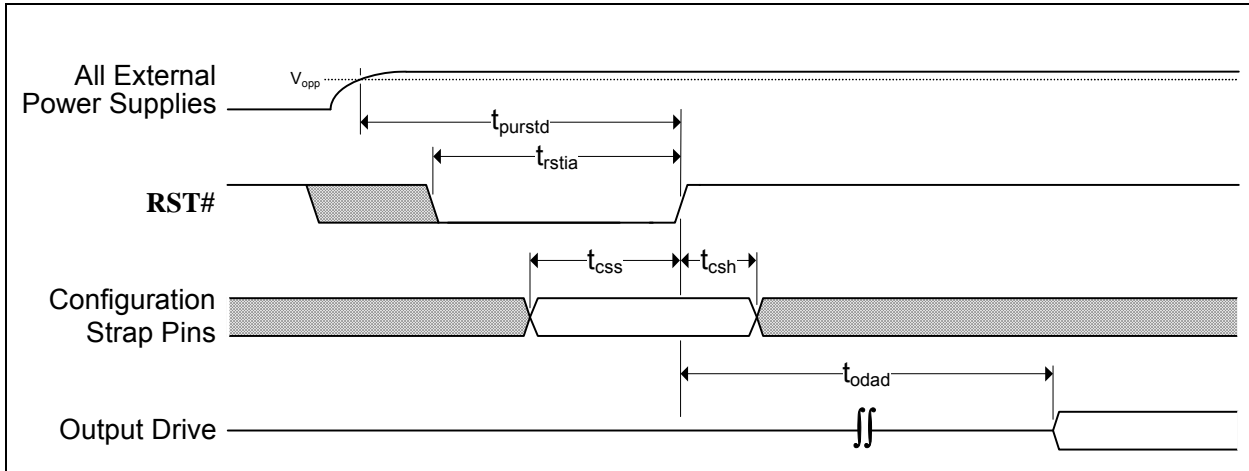 All External
Power Supplies
Vopp
tpurstd
trstia
RST#
tcss
tcsh
Configuration
Strap Pins
todad
Output Drive